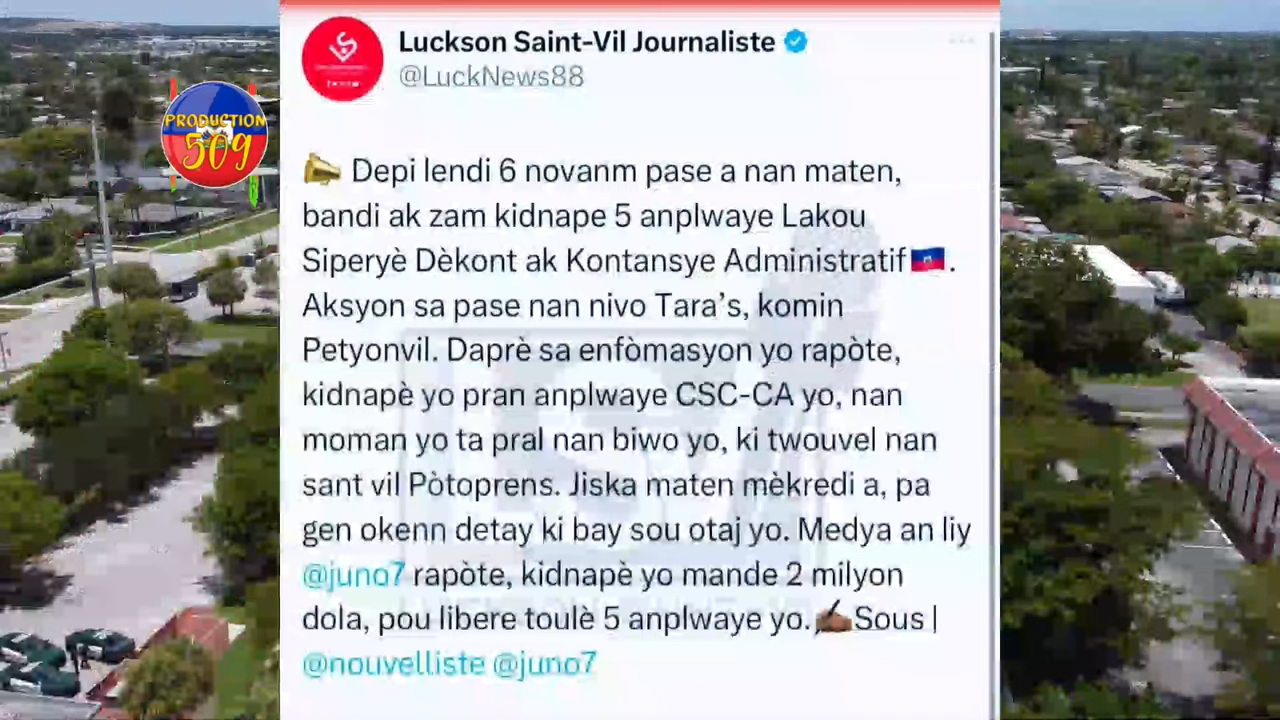 Luckson Saint-Vil Journaliste
@LuckNews88
PRODUCTION
509
Depi lendi 6 novanm pase a nan maten,
bandi ak zam kidnape 5 anplwaye Lakou
Siperyè Dèkont ak Kontansye Administratif.
Aksyon sa pase nan nivo Tara’s, komin
Petyonvil. Daprè sa enfòmasyon yo rapòte,
kidnapè yo pran anplwaye CSC-CA yo, nan
moman yo ta pral nan biwo yo, ki twouvel nan
sant vil Pòtoprens. Jiska maten mèkredi a, pa
gen okenn detay ki bay sou otaj yo. Medya an liy
@juno7 rapòte, kidnapè yo mande 2 milyon
dola, pou libere toulè 5 anplwaye yo. Sous |
@nouvelliste @juno7